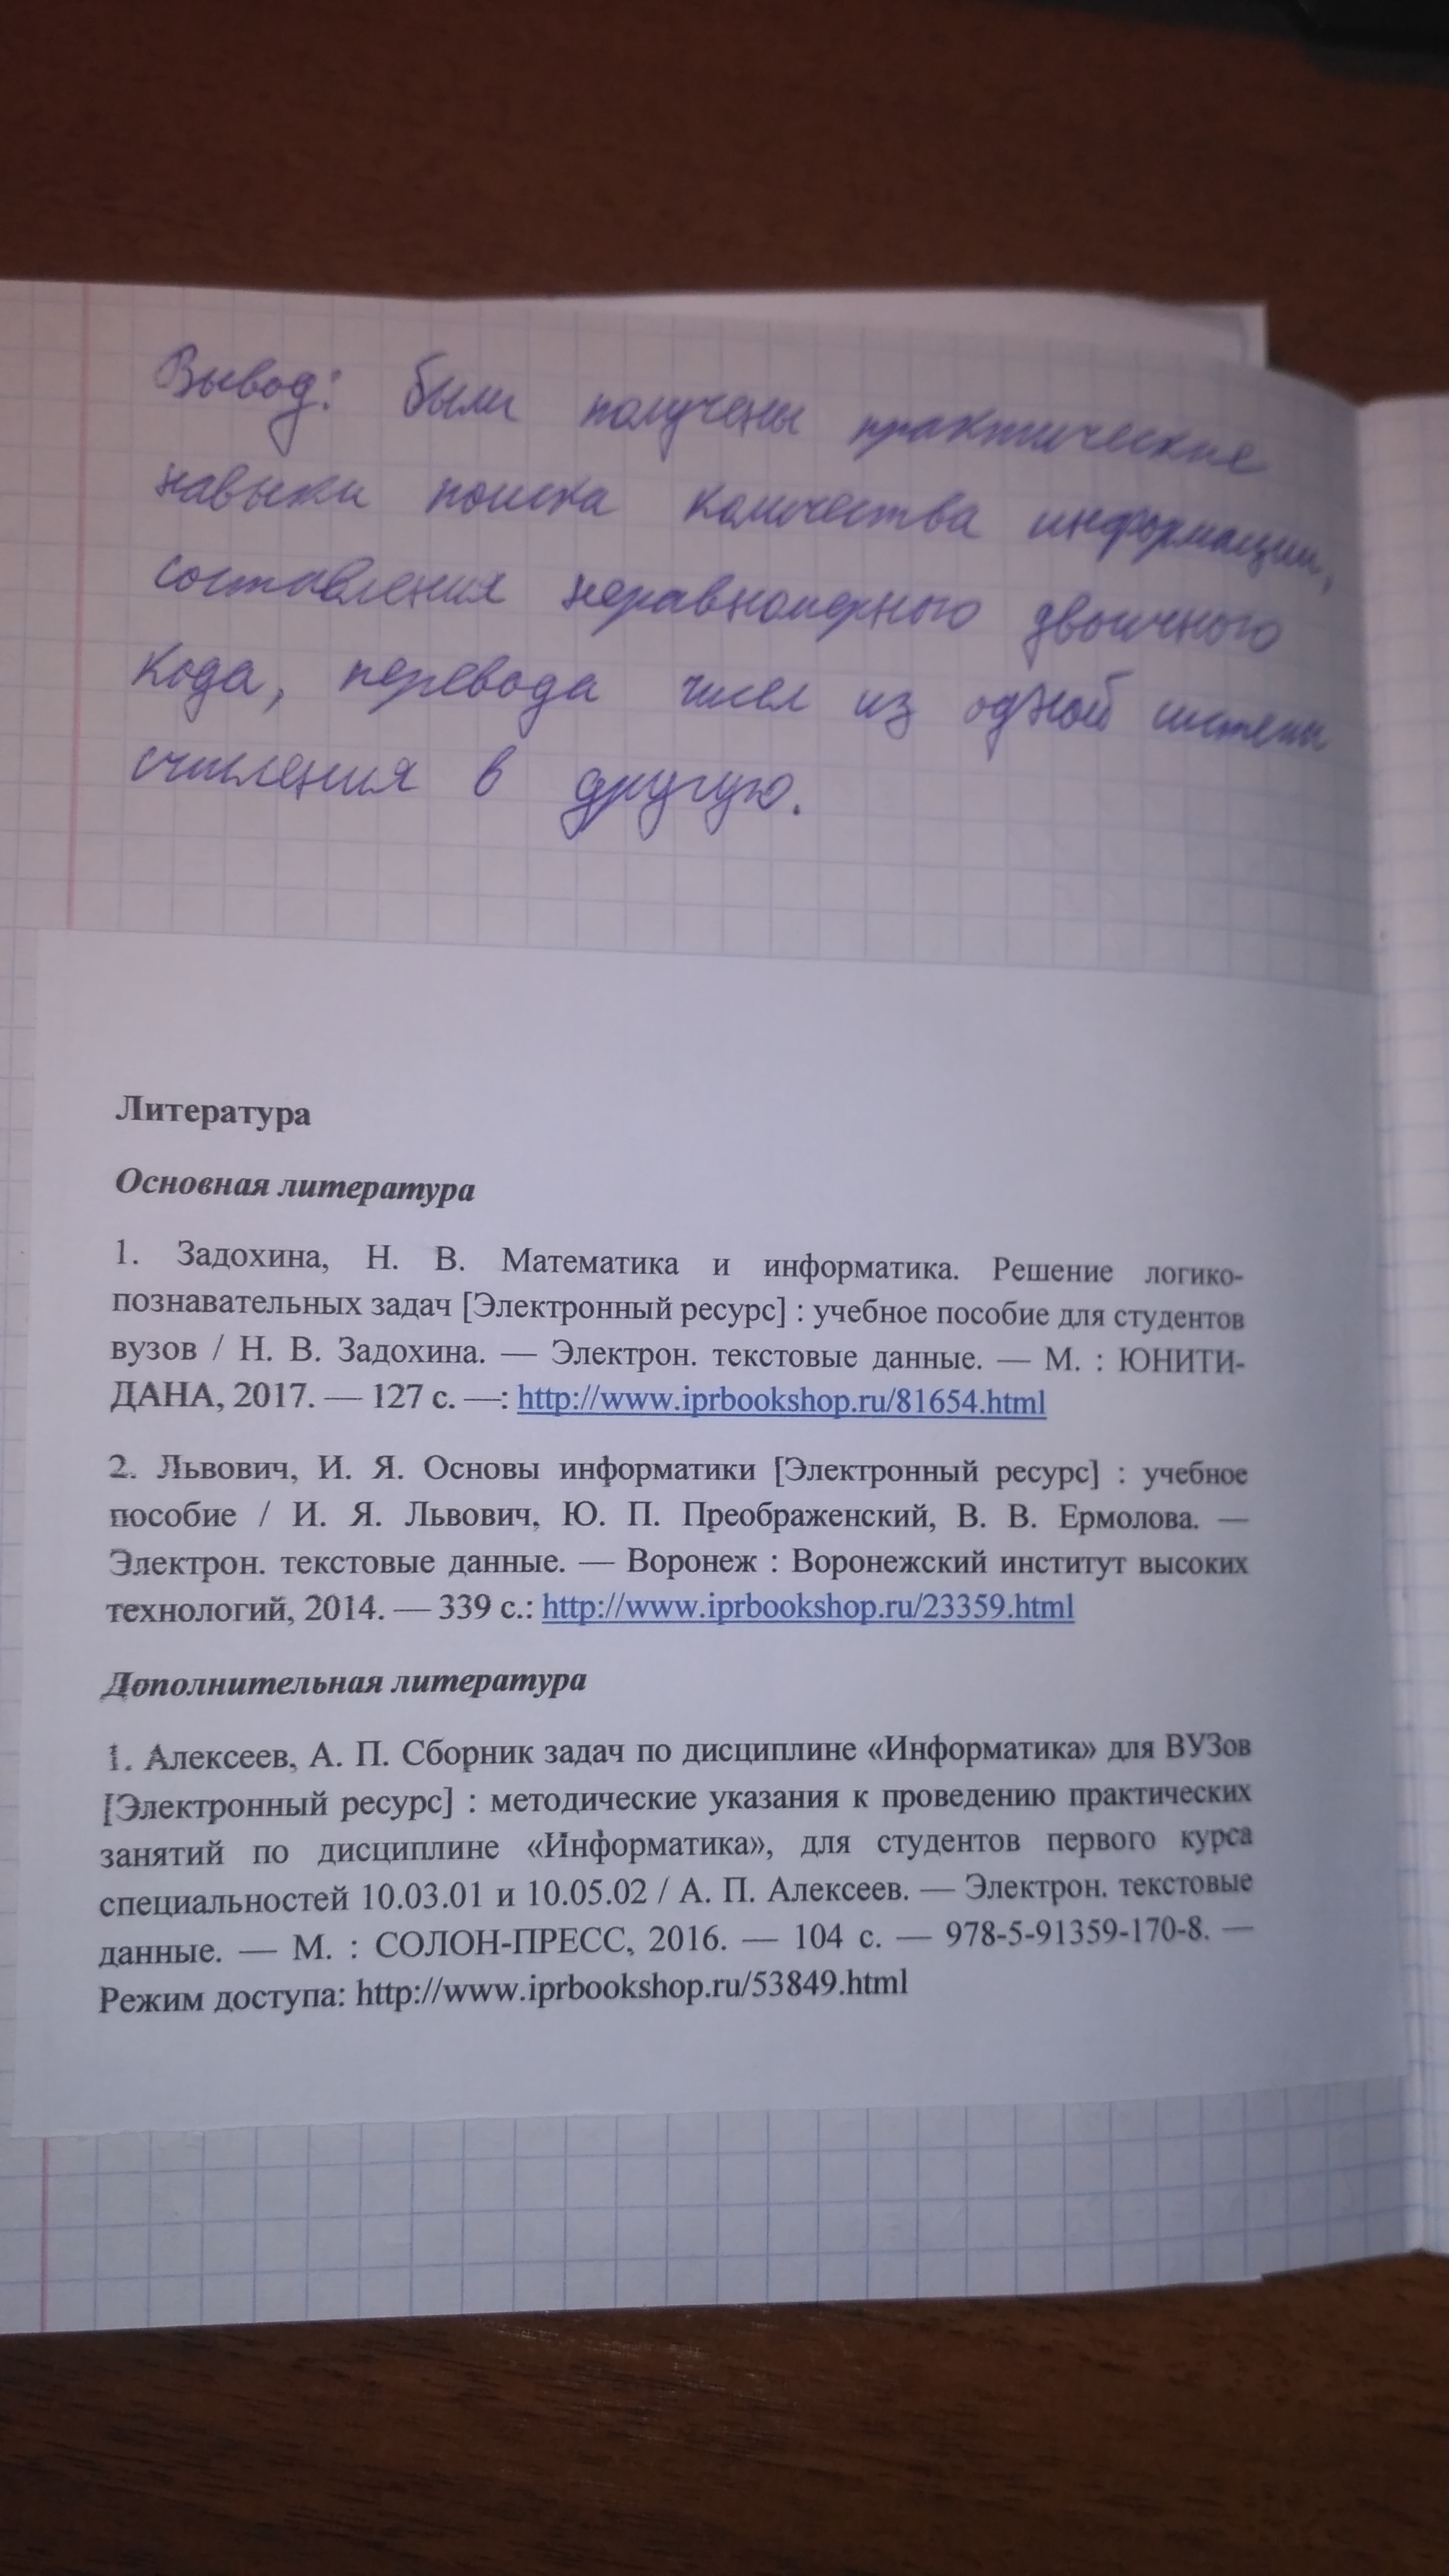 Вывод: были получены практические
навыки поиска количества информации,
составления неравномерного двоичного
кода, перевода чисел из одной системы
счисления в другую.
Литература
Основная литература
1. Задохина, Н. В. Математика и информатика. Решение логико-
познавательных задач [Электронный ресурс] : учебное пособие для студентов
вузов / Н. В. Задохина. — Электрон. текстовые данные. — М. : ЮНИТИ-
ДАНА, 2017. — 127 с. —: http://www.iprbookshop.ru/81654.html
2. Львович, И. Я. Основы информатики [Электронный ресурс] : учебное
пособие / И. Я. Львович, Ю. П. Преображенский, В. В. Ермолова. —
Электрон. текстовые данные. — Воронеж : Воронежский институт высоких
технологий, 2014. — 339 с.: http://www.iprbookshop.ru/23359.html
Дополнительная литература
1. Алексеев, А. П. Сборник задач по дисциплине «Информатика» для ВУЗов
[Электронный ресурс] : методические указания к проведению практических
занятий по дисциплине «Информатика», для студентов первого курса
специальностей 10.03.01 и 10.05.02 / А. П. Алексеев. — Электрон. текстовые
данные. — М. : СОЛОН-ПРЕСС, 2016. — 104 с. — 978-5-91359-170-8. —
Режим доступа: http://www.iprbookshop.ru/53849.html